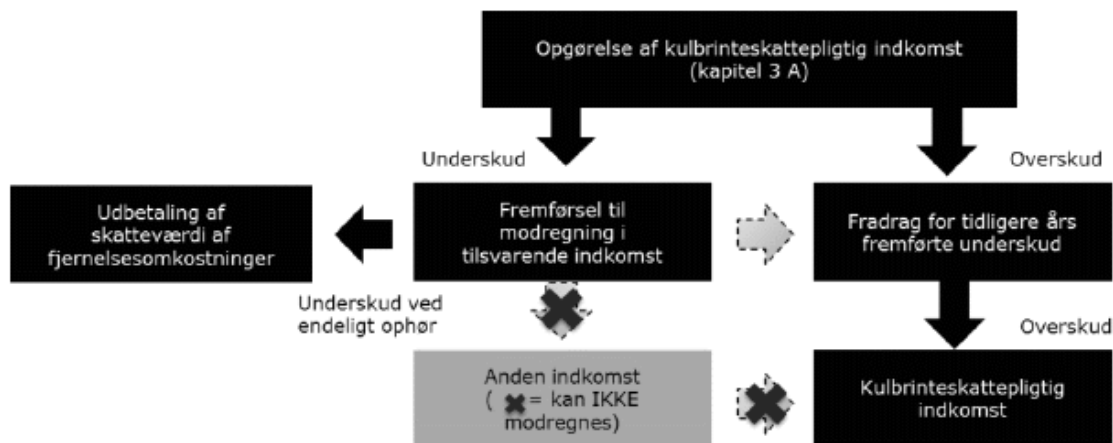 Opgørelse af kulbrinteskattepligtig indkomst
(kapitel 3 A)
Underskud
Overskud
Udbetaling af
skatteværdi af
fjernelsesomkostninger
Fremførsel til
modregning i
tilsvarende indkomst
Fradrag for tidligere års
fremførte underskud
Underskud ved
endeligt ophør
Overskud
Anden indkomst
( ✖= kan IKKE
modregnes)
Kulbrinteskattepligtig
indkomst